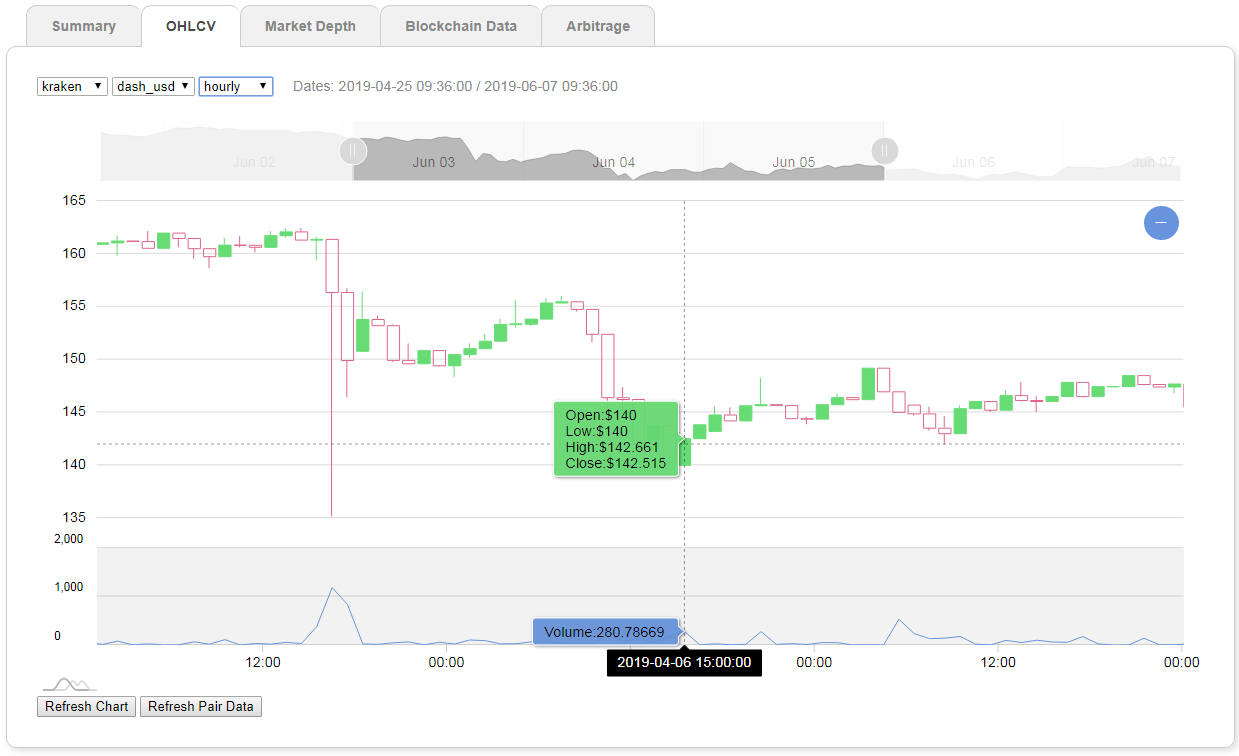 Summary OHLCV Market Depth Blockchain Data Arbitrage
kraken dash_usd hourly Dates: 2019-04-25 09:36:00 / 2019-06-07 09:36:00
Jun 02 Jun 03 Jun 04 Jun 05 Jun 06 Jun 07
165
160
155
150
145
140
135
Open:$140
Low:$140
High:$142.661
Close:$142.515
2,000
1,000
0
Volume:280.78669
12:00 00:00 2019-04-06 15:00:00 00:00 12:00 00:00
Refresh Chart Refresh Pair Data